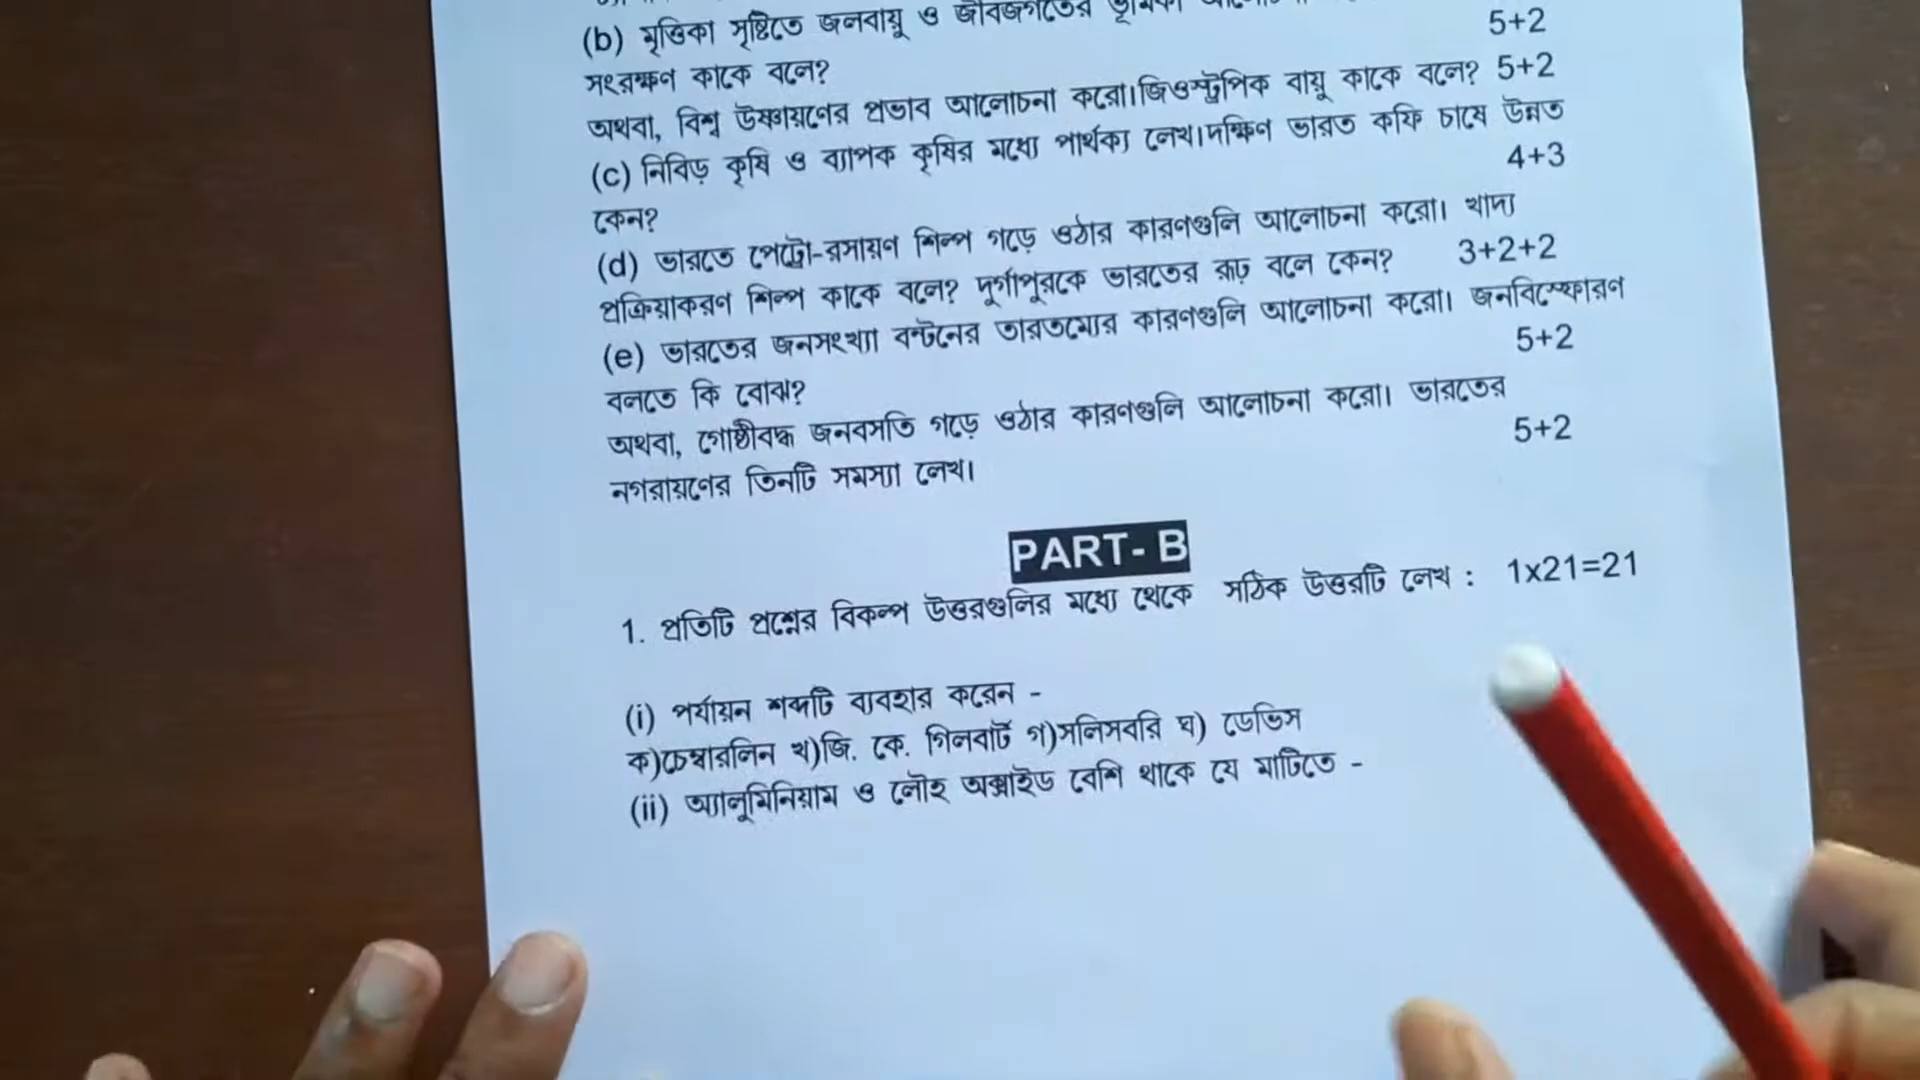 (b) মৃত্তিকা সৃষ্টিতে জলবায়ু ও জীবজগতের ভূমিকা
5+2
সংরক্ষণ কাকে বলে?
অথবা, বিশ্ব উষ্ণায়ণের প্রভাব আলোচনা করো।জিওস্ট্রপিক বায়ু কাকে বলে? 5+2
(c) নিবিড় কৃষি ও ব্যাপক কৃষির মধ্যে পার্থক্য লেখ।দক্ষিণ ভারত কফি চাষে উন্নত
4+3
কেন?
(d) ভারতে পেট্রো-রসায়ণ শিল্প গড়ে ওঠার কারণগুলি আলোচনা করো। খাদ্য
প্রক্রিয়াকরণ শিল্প কাকে বলে? দুর্গাপুরকে ভারতের রূঢ় বলে কেন? 3+2+2
(e) ভারতের জনসংখ্যা বন্টনের তারতম্যের কারণগুলি আলোচনা করো। জনবিস্ফোরণ
5+2
বলতে কি বোঝ?
অথবা, গোষ্ঠীবদ্ধ জনবসতি গড়ে ওঠার কারণগুলি আলোচনা করো। ভারতের
5+2
নগরায়ণের তিনটি সমস্যা লেখ।
PART- B
1. প্রতিটি প্রশ্নের বিকল্প উত্তরগুলির মধ্যে থেকে সঠিক উত্তরটি লেখ : 1x21=21
(i) পর্যায়ন শব্দটি ব্যবহার করেন -
ক)চেম্বারলিন খ)জি. কে. গিলবার্ট গ)সলিসবরি ঘ) ডেভিস
(ii) অ্যালুমিনিয়াম ও লৌহ অক্সাইড বেশি থাকে যে মাটিতে -